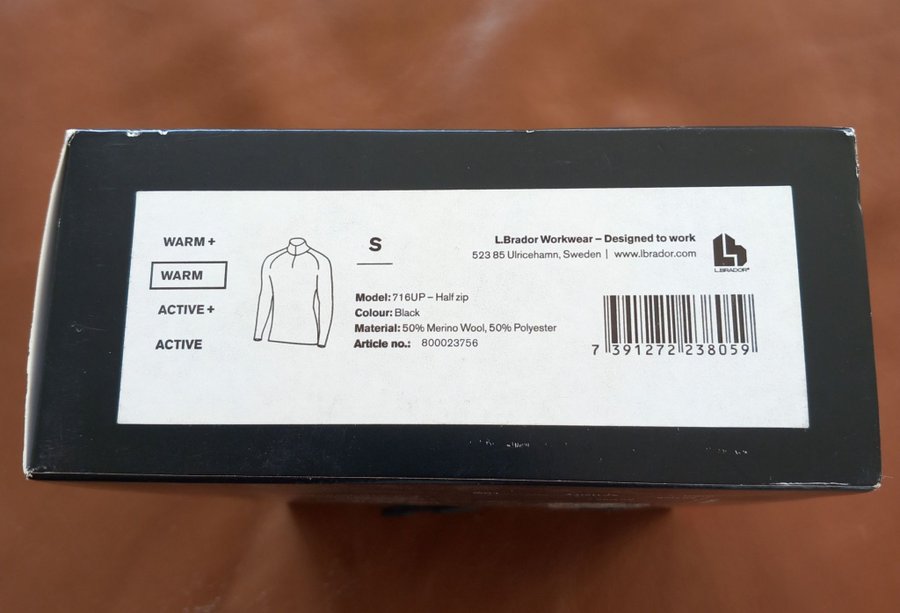 WARM +
WARM
ACTIVE +
ACTIVE
S
Model: 716UP – Half zip
Colour: Black
Material: 50% Merino Wool, 50% Polyester
Article no.: 800023756
L.Brador Workwear – Designed to work
523 85 Ulricehamn, Sweden | www.lbrador.com
L.BRADOR®
7 391272 238059